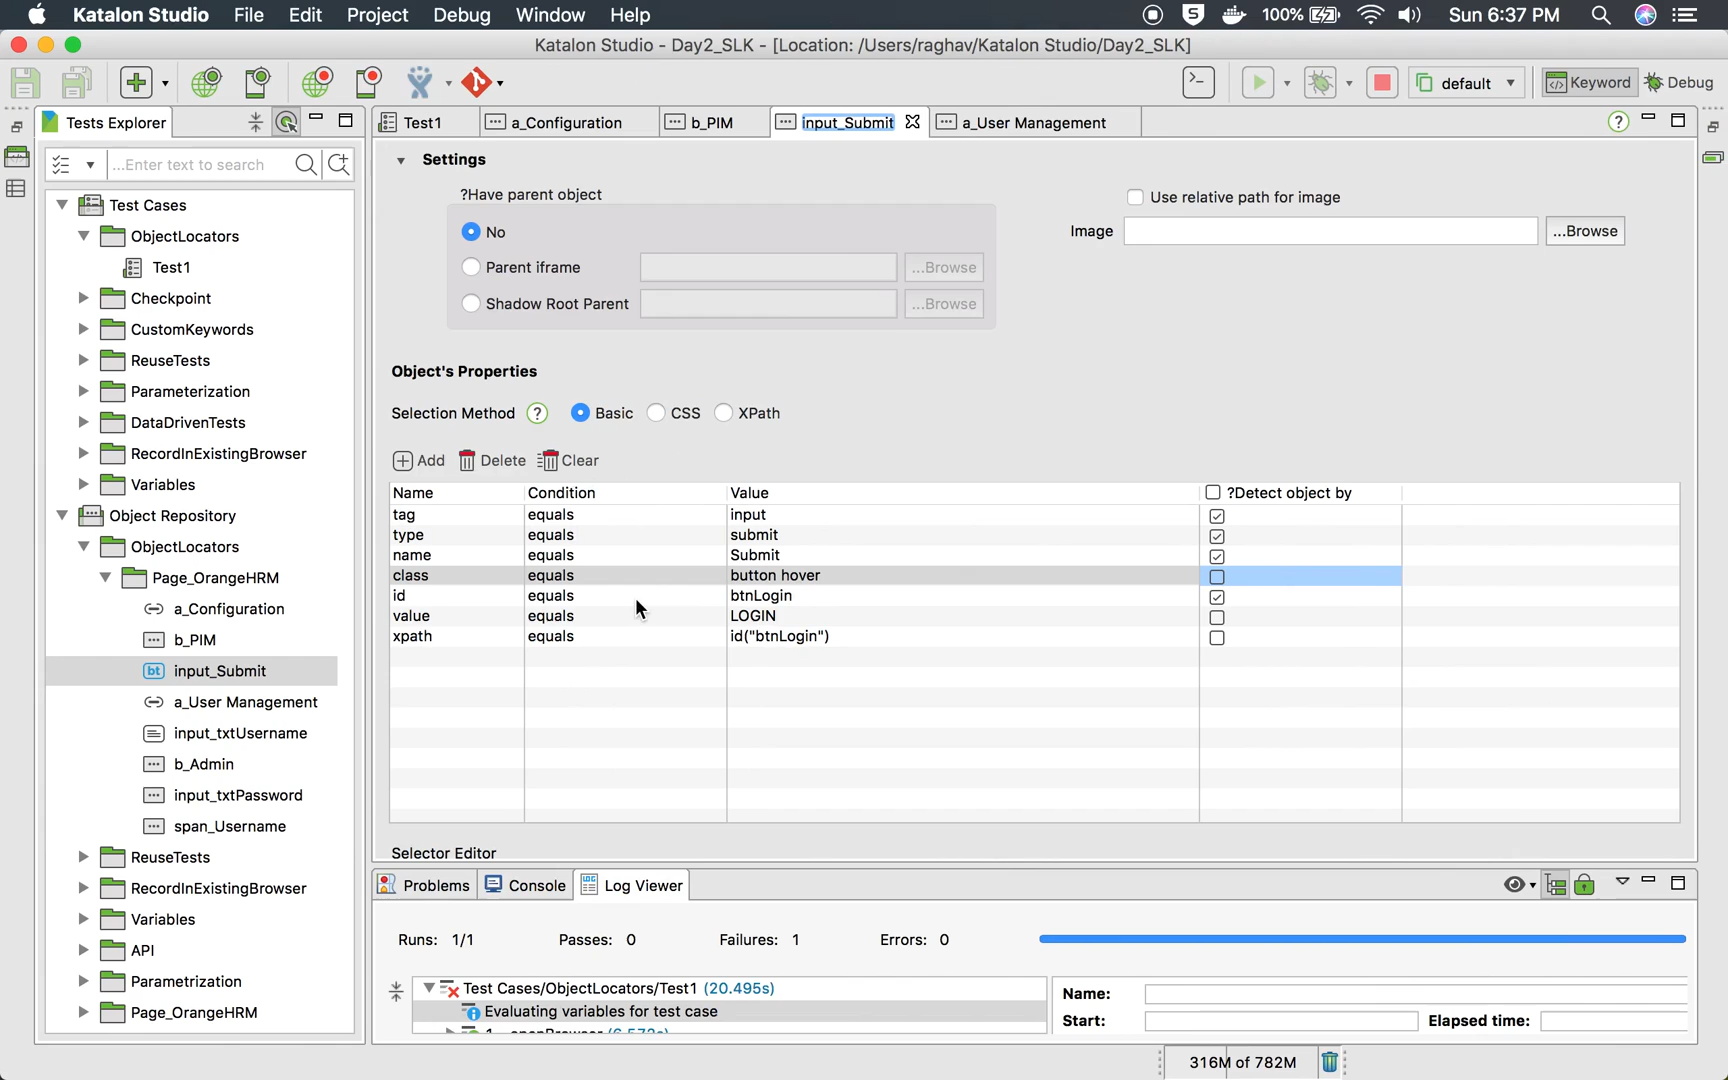 Katalon Studio File Edit Project Debug Window Help 100% Sun 6:37 PM
Katalon Studio - Day2_SLK - [Location: /Users/raghav/Katalon Studio/Day2_SLK]
default Keyword Debug
Tests Explorer
...Enter text to search
Test Cases
ObjectLocators
Test1
Checkpoint
CustomKeywords
ReuseTests
Parameterization
DataDrivenTests
RecordInExistingBrowser
Variables
Object Repository
ObjectLocators
Page_OrangeHRM
a_Configuration
b_PIM
bt input_Submit
a_User Management
input_txtUsername
b_Admin
input_txtPassword
span_Username
ReuseTests
RecordInExistingBrowser
Variables
API
Parametrization
Page_OrangeHRM
Test1 a_Configuration b_PIM input_Submit a_User Management
Settings
?Have parent object
No
Parent iframe ...Browse
Shadow Root Parent ...Browse
Use relative path for image
Image ...Browse
Object's Properties
Selection Method ? Basic CSS XPath
Add Delete Clear
Name Condition Value ?Detect object by
tag equals input
type equals submit
name equals Submit
class equals button hover
id equals btnLogin
value equals LOGIN
xpath equals id("btnLogin")
Selector Editor
Problems Console Log Viewer
Runs: 1/1 Passes: 0 Failures: 1 Errors: 0
Test Cases/ObjectLocators/Test1 (20.495s)
Evaluating variables for test case
Name:
Start: Elapsed time:
316M of 782M